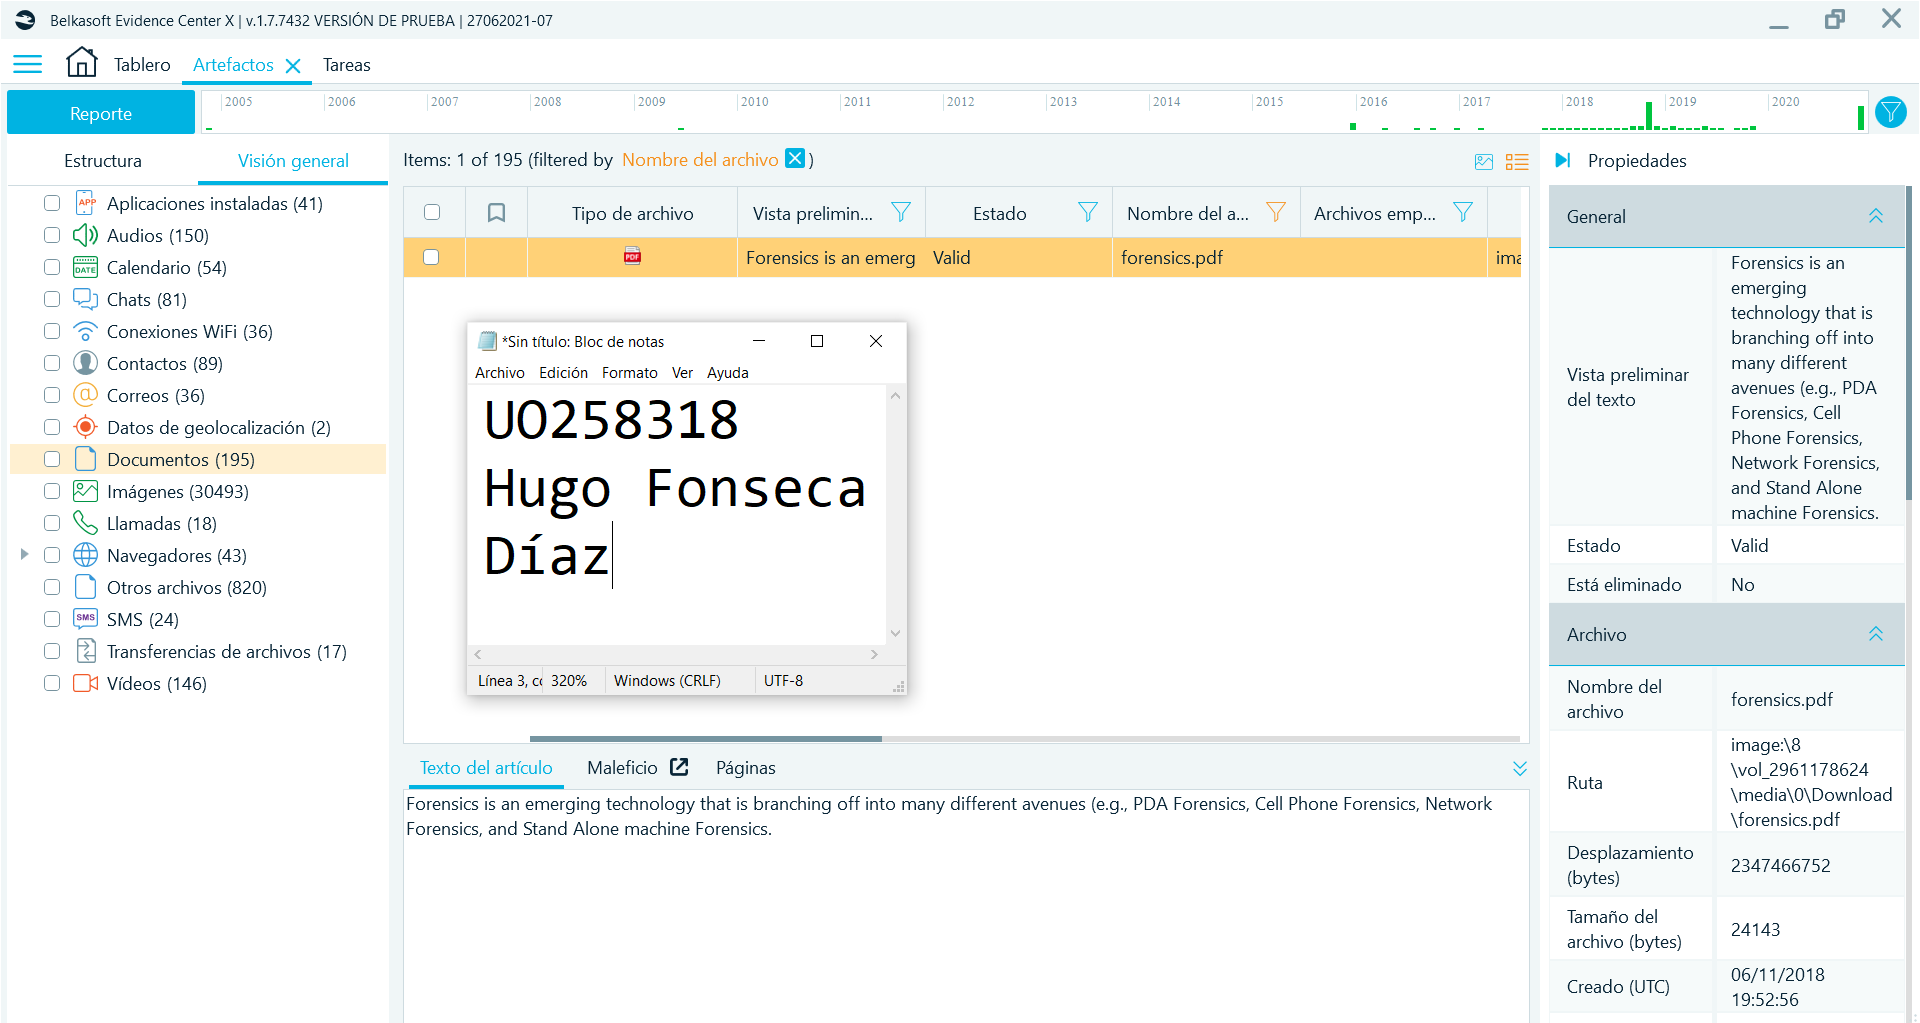 Belkasoft Evidence Center X | v.1.7.7432 VERSIÓN DE PRUEBA | 27062021-07
Tablero
Artefactos
Tareas
Reporte
2005 2006 2007 2008 2009 2010 2011 2012 2013 2014 2015 2016 2017 2018 2019 2020
Estructura
Visión general
Aplicaciones instaladas (41)
Audios (150)
Calendario (54)
Chats (81)
Conexiones WiFi (36)
Contactos (89)
Correos (36)
Datos de geolocalización (2)
Documentos (195)
Imágenes (30493)
Llamadas (18)
Navegadores (43)
Otros archivos (820)
SMS (24)
Transferencias de archivos (17)
Vídeos (146)
APP
DATE
SMS
Items: 1 of 195 (filtered by Nombre del archivo )
Tipo de archivo Vista prelimin... Estado Nombre del a... Archivos emp...
PDF Forensics is an emerg Valid forensics.pdf ima
*Sin título: Bloc de notas
Archivo Edición Formato Ver Ayuda
UO258318
Hugo Fonseca
Díaz
Línea 3, cc 320% Windows (CRLF) UTF-8
Texto del artículo
Maleficio
Páginas
Forensics is an emerging technology that is branching off into many different avenues (e.g., PDA Forensics, Cell Phone Forensics, Network
Forensics, and Stand Alone machine Forensics.
Propiedades
General
Vista preliminar
del texto
Forensics is an
emerging
technology that is
branching off into
many different
avenues (e.g., PDA
Forensics, Cell
Phone Forensics,
Network Forensics,
and Stand Alone
machine Forensics.
Estado
Valid
Está eliminado
No
Archivo
Nombre del
archivo
forensics.pdf
Ruta
image:\8
\vol_2961178624
\media\0\Download
\forensics.pdf
Desplazamiento
(bytes)
2347466752
Tamaño del
archivo (bytes)
24143
Creado (UTC)
06/11/2018
19:52:56